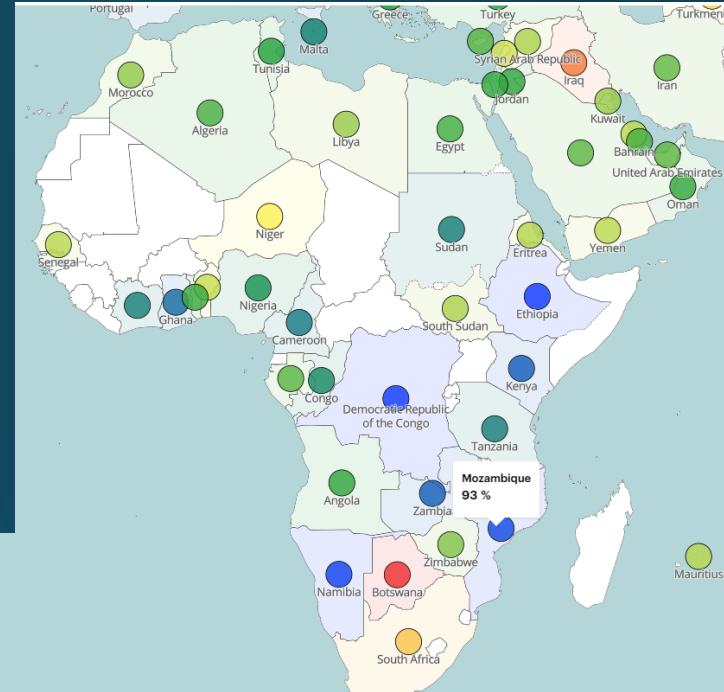 Portugal
Greece
Turkey
Turkmen
Malta
Tunisia
Syrian Arab Republic
Iraq
Iran
Morocco
Jordan
Algeria
Kuwait
Libya
Egypt
Bahrain
United Arab Emirates
Oman
Niger
Sudan
Eritrea
Yemen
Senegal
Nigeria
Ethiopia
Ghana
South Sudan
Cameroon
Kenya
Congo
Democratic Republic
of the Congo
Tanzania
Mozambique
93 %
Angola
Zambia
Zimbabwe
Mauritius
Namibia
Botswana
South Africa